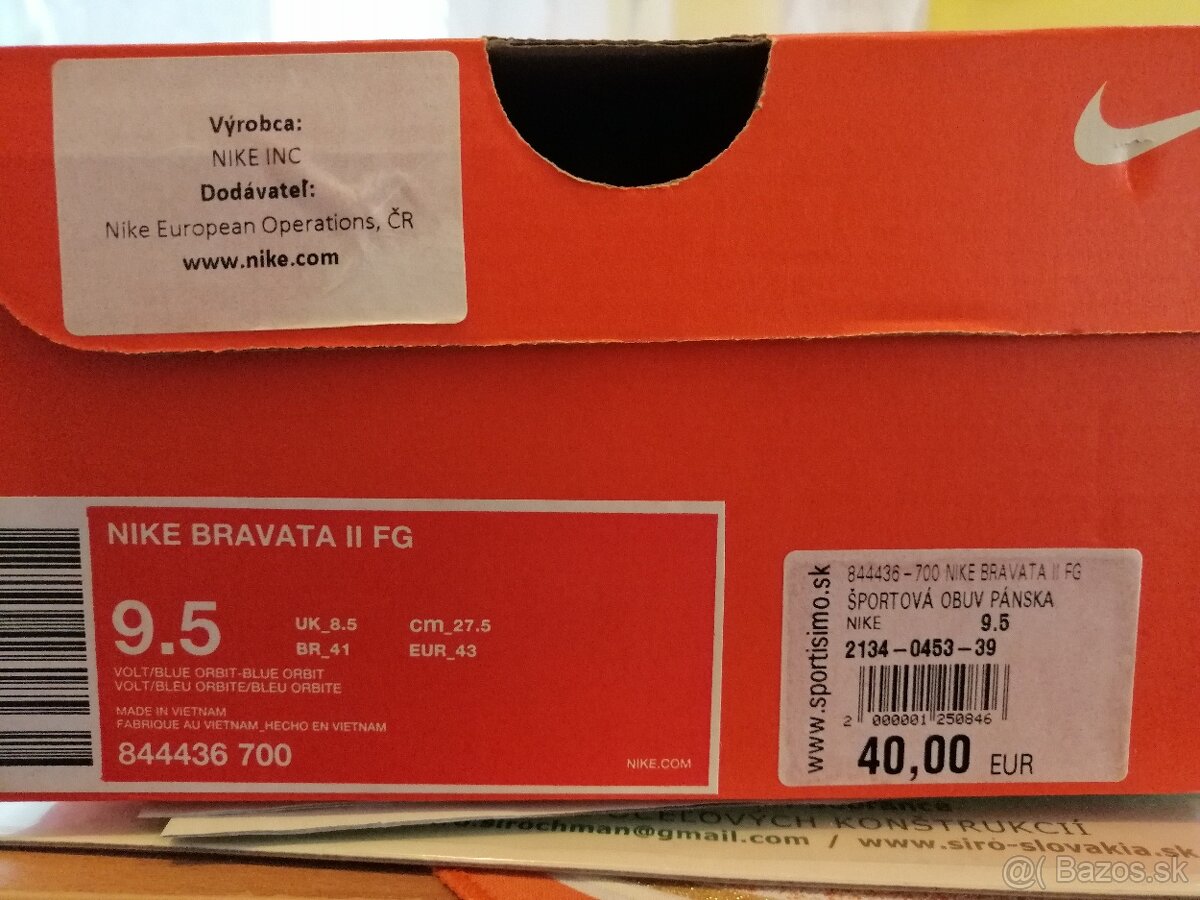 Výrobca:
NIKE INC
Dodávateľ:
Nike European Operations, ČR
www.nike.com
NIKE BRAVATA II FG
9.5
UK_8.5 cm_27.5
BR_41 EUR_43
VOLT/BLUE ORBIT-BLUE ORBIT
VOLT/BLEU ORBITE/BLEU ORBITE
MADE IN VIETNAM
FABRIQUE AU VIETNAM_HECHO EN VIETNAM
844436 700
NIKE.COM
www.sportisimo.sk
844436-700 NIKE BRAVATA II FG
ŠPORTOVÁ OBUV PÁNSKA
NIKE 9.5
2134-0453-39
2 000001 250846
40,00 EUR
OCEĽOVÝCH KONŠTRUKCIÍ
sirochman@gmail.com / www.siro-slovakia.sk
@( Bazos.sk